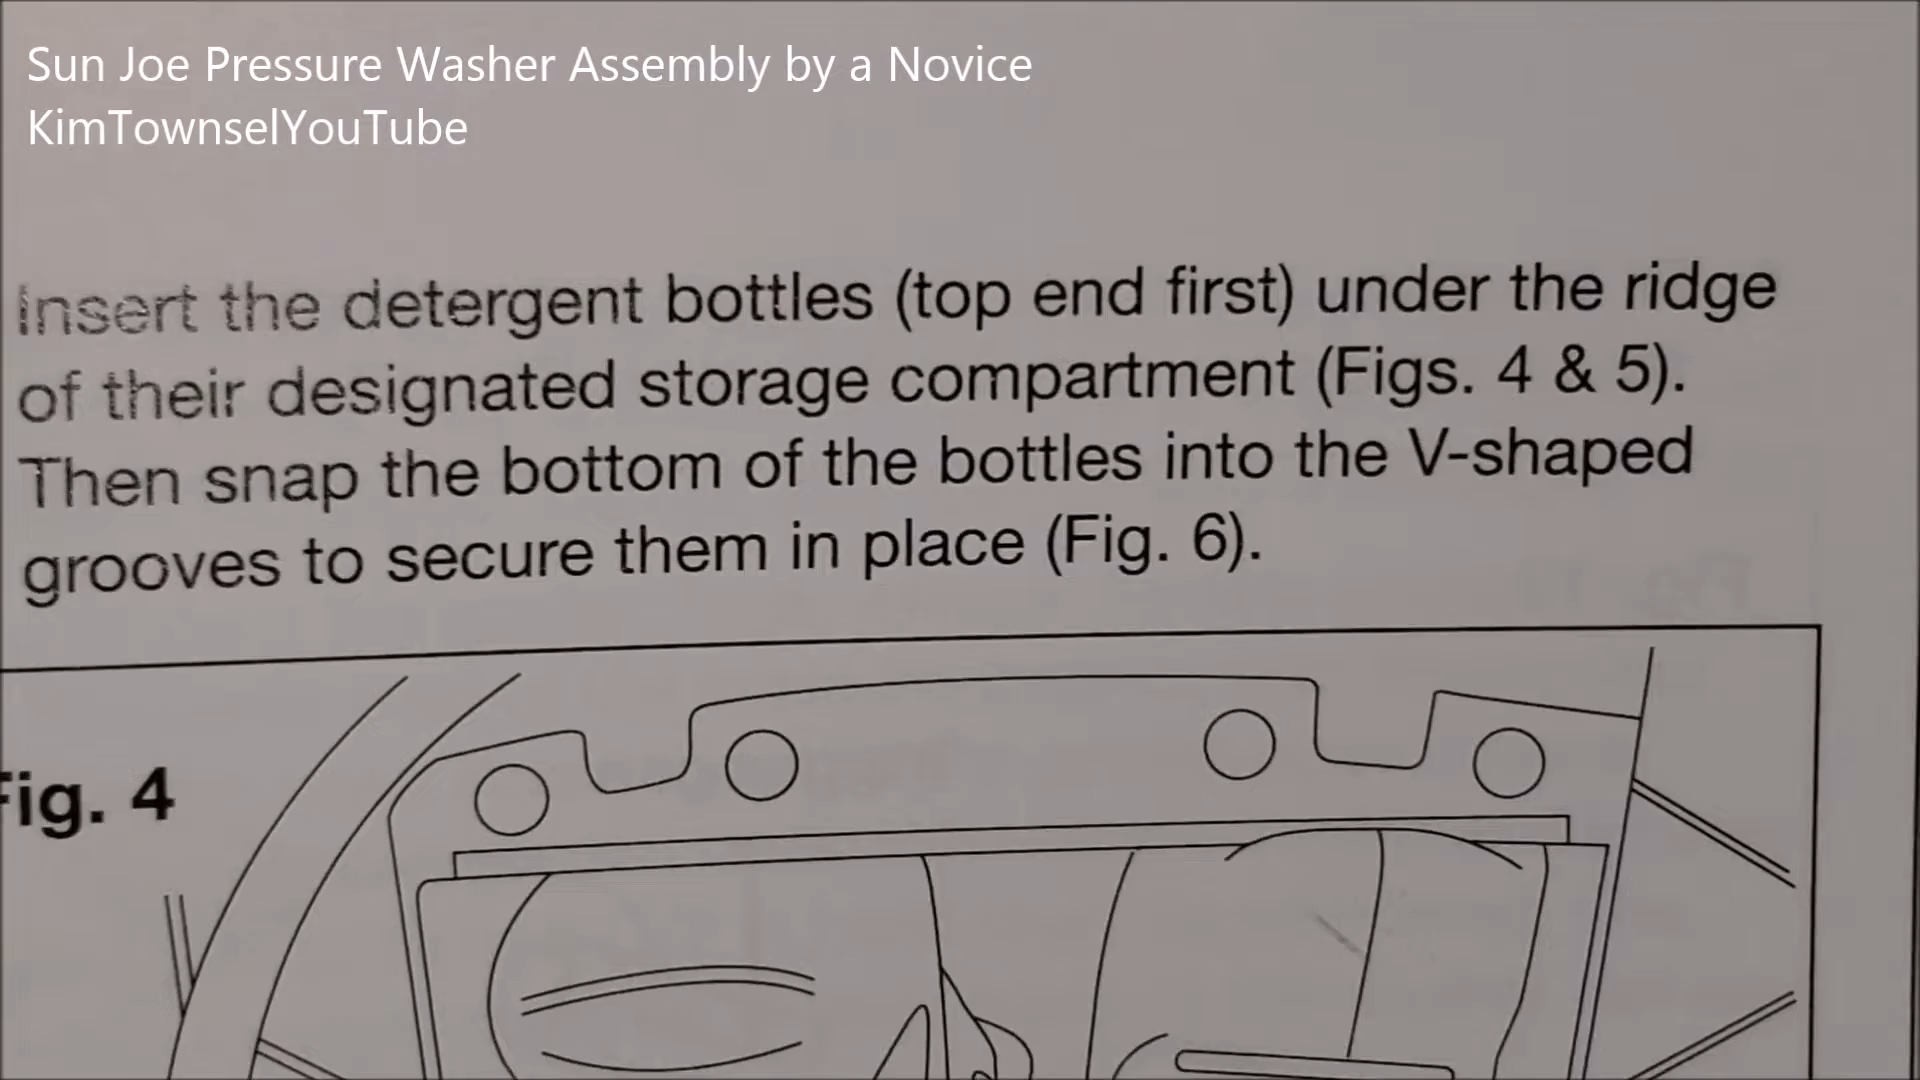 Sun Joe Pressure Washer Assembly by a Novice
KimTownselYouTube
Insert the detergent bottles (top end first) under the ridge
of their designated storage compartment (Figs. 4 & 5).
Then snap the bottom of the bottles into the V-shaped
grooves to secure them in place (Fig. 6).
Fig. 4